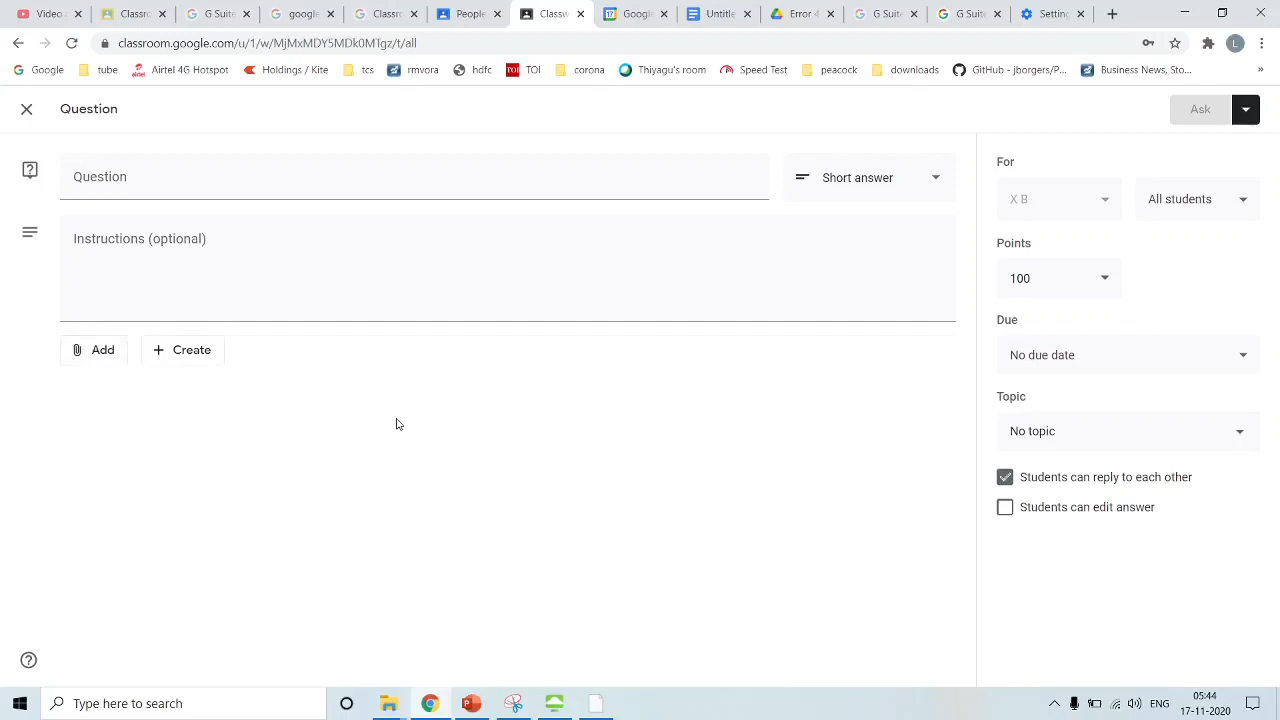 Video
Classro
G Suite
google
Classr
People
Classw
Google
Untitle
Error 4
G Suite
G Suite
Setting
classroom.google.com/u/1/w/MjMxMDY5MDk0MTgz/t/all
L
Google
tube
airtel
Airtel 4G Hotspot
Holdings / Kite
tcs
rmvora
hdfc
TOI
TOI
corona
Thiyagu's room
Speed Test
peacock
downloads
GitHub - jborgers/P...
Business News, Sto...
»
Question
Ask
Question
Short answer
Instructions (optional)
Add
Create
For
X B
All students
Points
100
Due
No due date
Topic
No topic
Students can reply to each other
Students can edit answer
Type here to search
ENG
05:44
17-11-2020